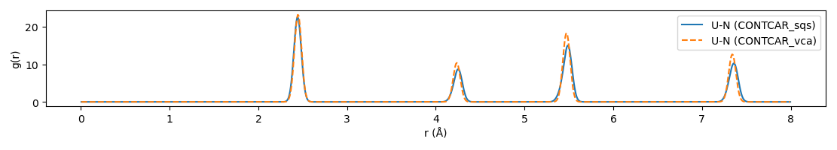 20
10
0
g(r)
U-N (CONTCAR_sqs)
U-N (CONTCAR_vca)
0 1 2 3 4 5 6 7 8
r (Å)